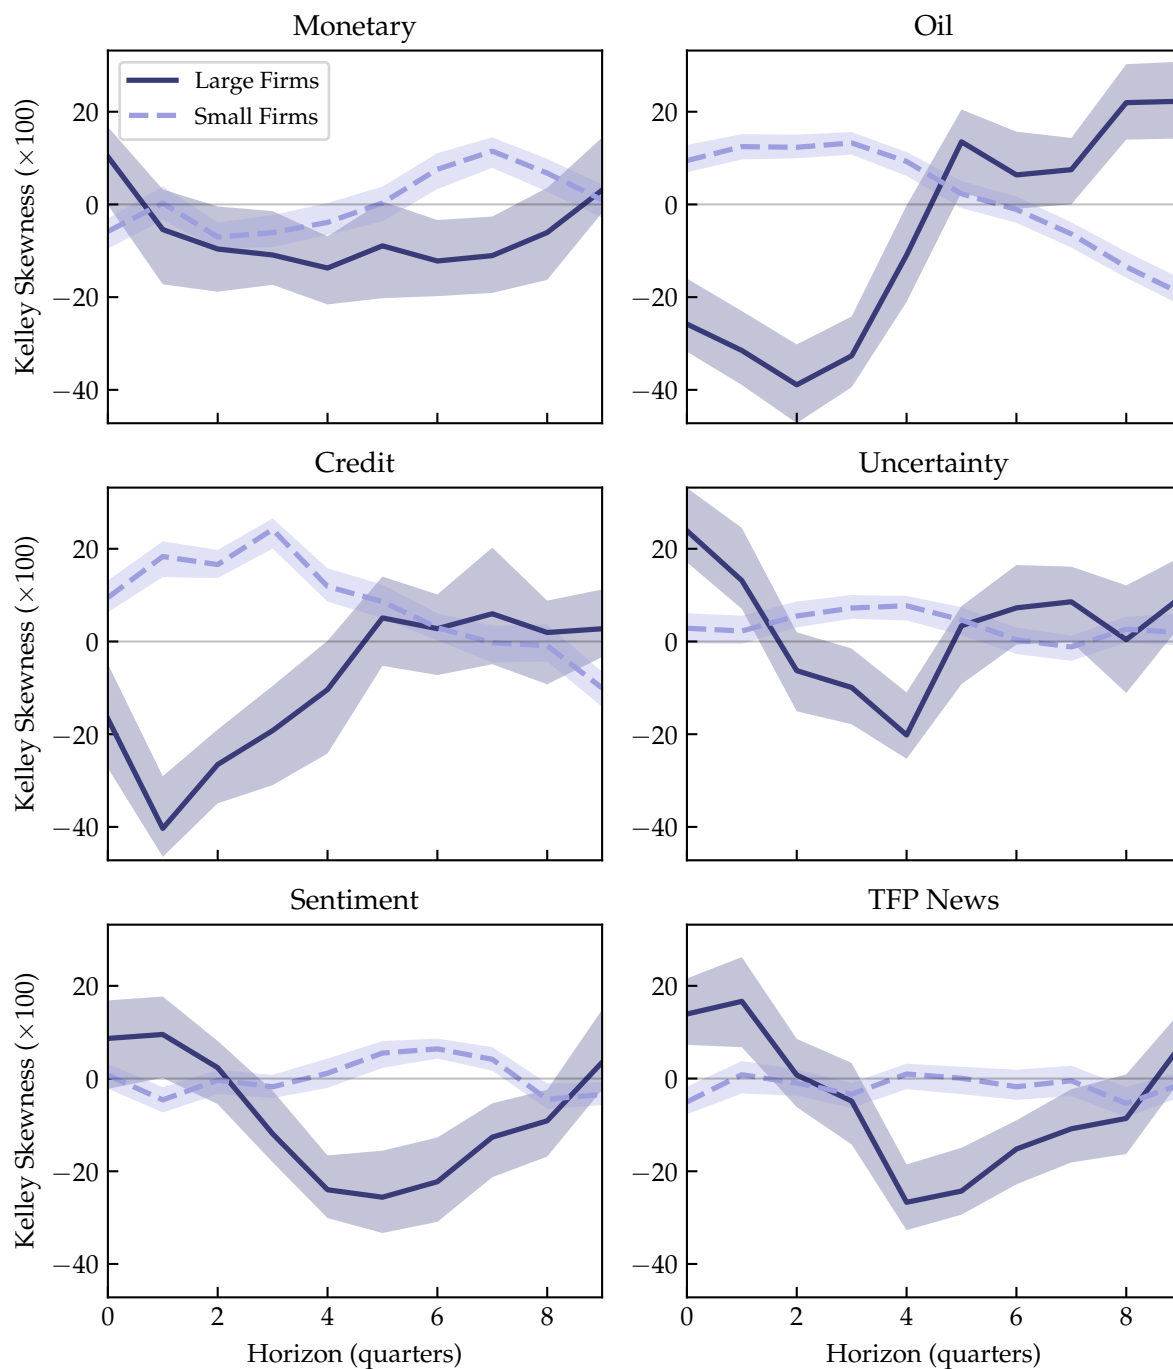 Monetary
Oil
Kelley Skewness (×100)
20
0
−20
−40
Large Firms
Small Firms
20
0
−20
−40
Credit
Uncertainty
Kelley Skewness (×100)
20
0
−20
−40
20
0
−20
−40
Sentiment
TFP News
Kelley Skewness (×100)
20
0
−20
−40
20
0
−20
−40
0 2 4 6 8
0 2 4 6 8
Horizon (quarters)
Horizon (quarters)